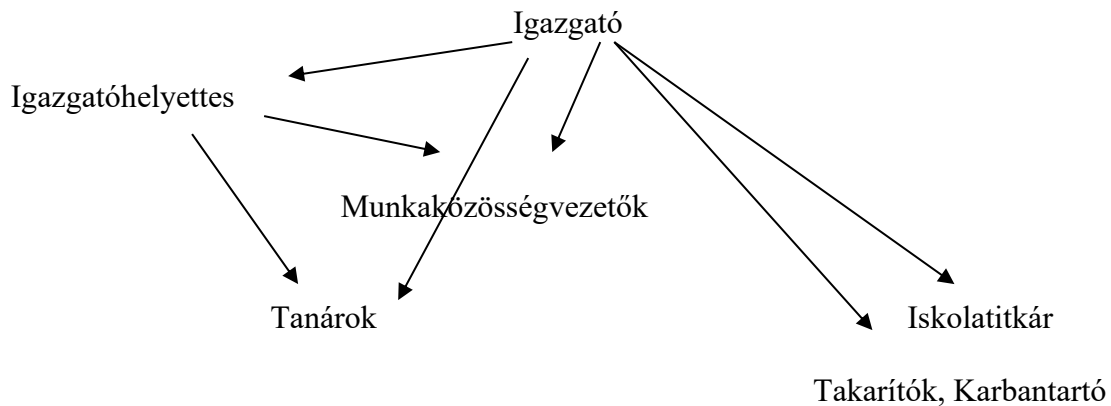 Igazgató
Igazgatóhelyettes
Munkaközösségvezetők
Tanárok
Iskolatitkár
Takarítók, Karbantartó